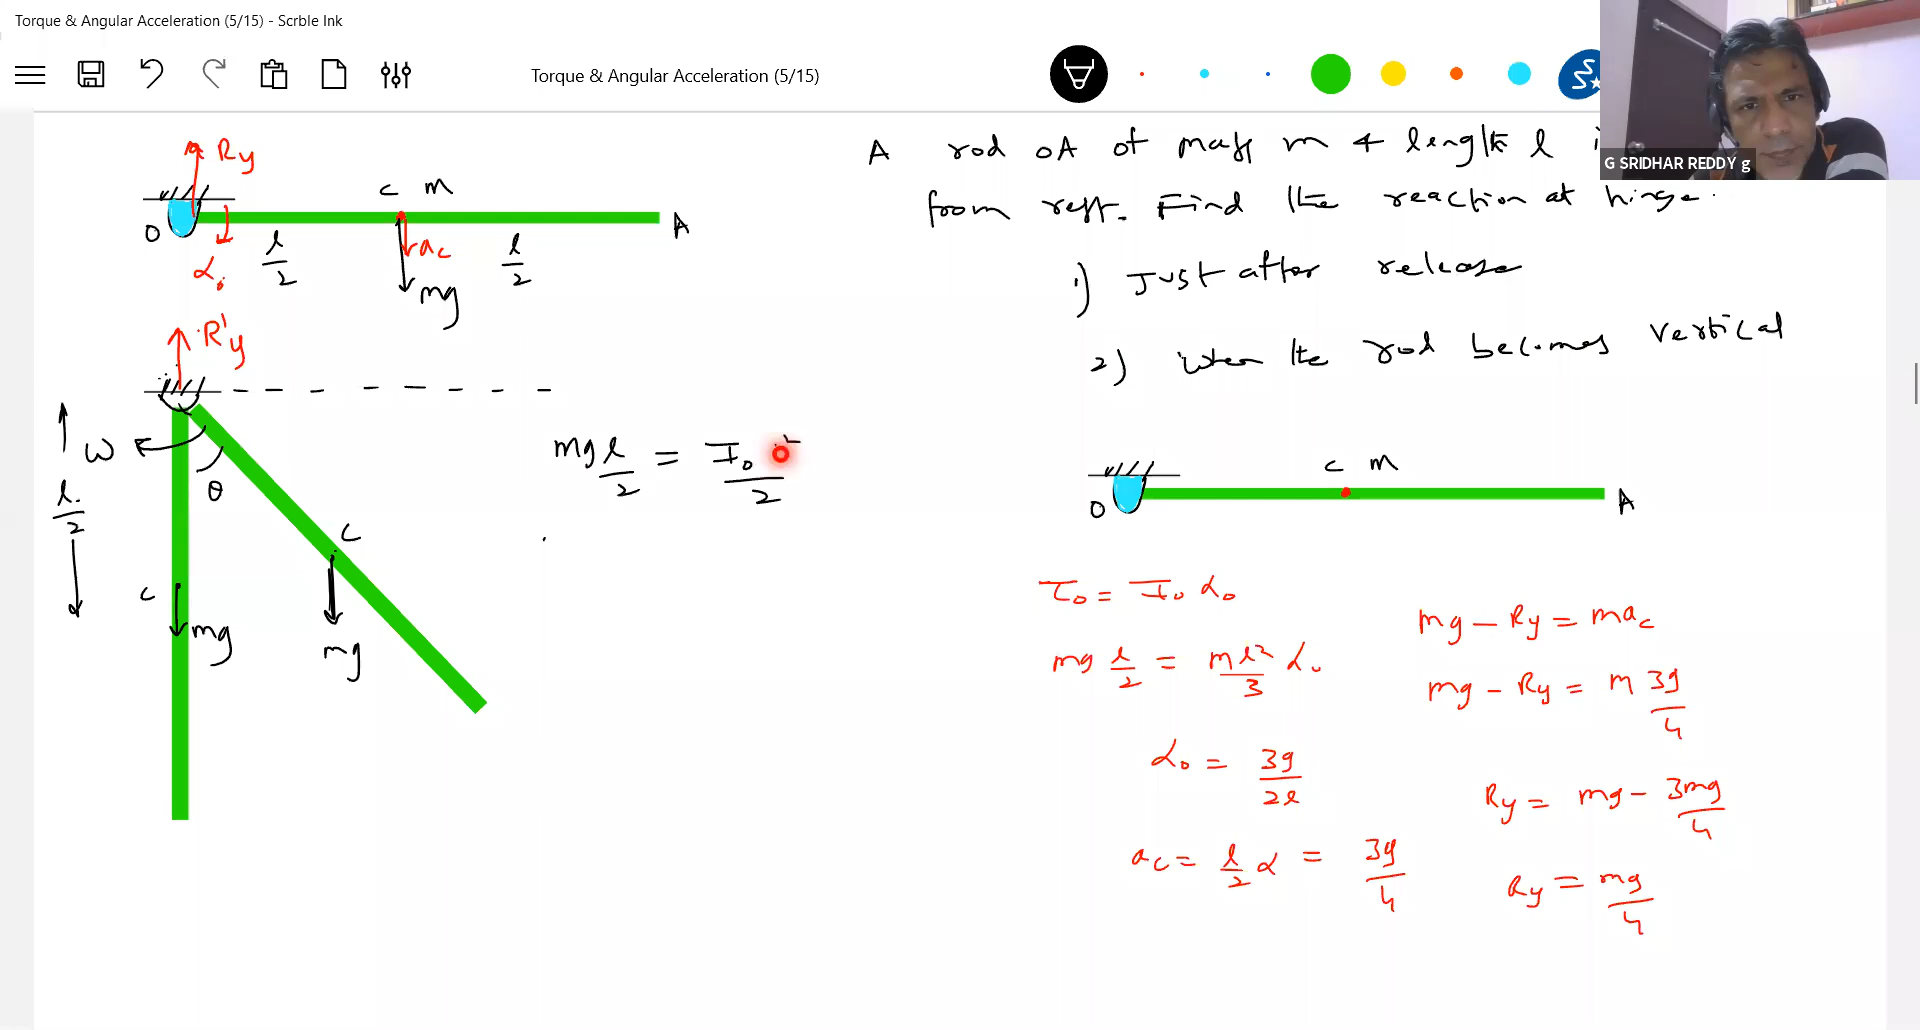 Torque & Angular Acceleration (5/15) - Scrble Ink
Torque & Angular Acceleration (5/15)
G SRIDHAR REDDY g
A rod OA of mass m & length l
from rest. Find the reaction at hinge.
1) Just after release
2) When the rod becomes vertical
Ry
C m
O
A
α₀
l/2
ac
l/2
mg
R'y
ω
θ
l/2
C
mg
C
mg
mg l/2 = I₀ ²/2
C m
O
A
τ₀ = I₀ α₀
mg l/2 = ml²/3 α₀
α₀ = 3g/2l
ac = l/2 α = 3g/4
mg - Ry = mac
mg - Ry = m 3g/4
Ry = mg - 3mg/4
Ry = mg/4